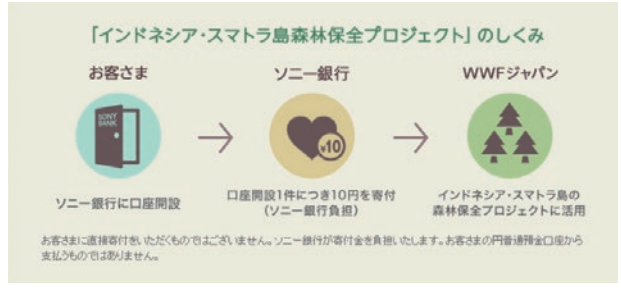 「インドネシア・スマトラ島森林保全プロジェクト」のしくみ
お客さま
ソニー銀行
WWFジャパン
SONY
BANK
¥10
ソニー銀行に口座開設
口座開設1件につき10円を寄付
(ソニー銀行負担)
インドネシア・スマトラ島の
森林保全プロジェクトに活用
お客さまに直接寄付をいただくものではございません。ソニー銀行が寄付金を負担いたします。お客さまの円普通預金口座から
支払うものではありません。